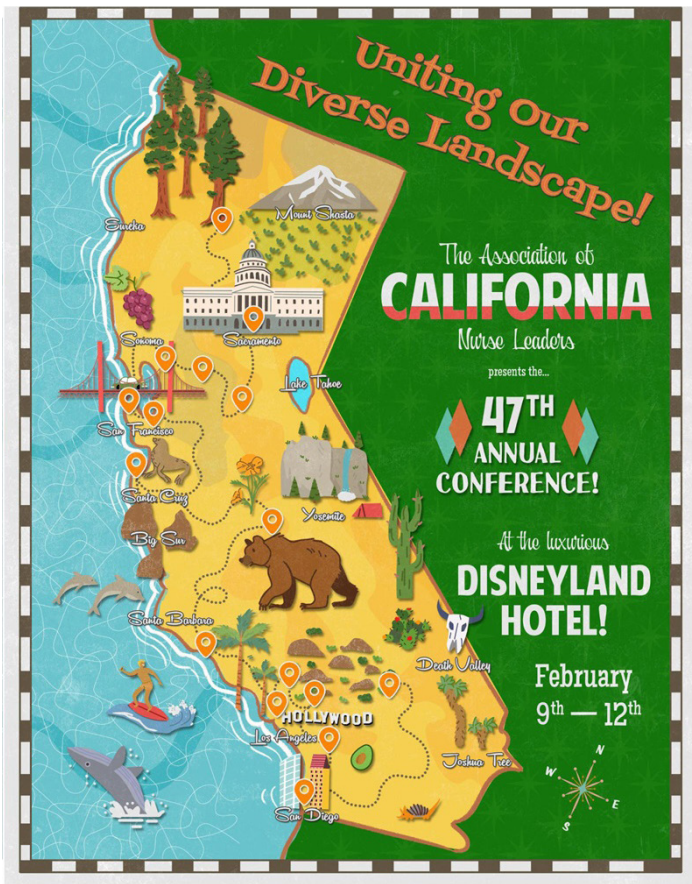 Uniting Our
Diverse Landscape!
The Association of
CALIFORNIA
Nurse Leaders
presents the...
47TH
ANNUAL
CONFERENCE!
At the luxurious
DISNEYLAND
HOTEL!
February
9th — 12th
N
W
E
S
Mount Shasta
Eureka
Sonoma
Sacramento
Lake Tahoe
San Francisco
Santa Cruz
Yosemite
Big Sur
Santa Barbara
Death Valley
HOLLYWOOD
Los Angeles
Joshua Tree
San Diego